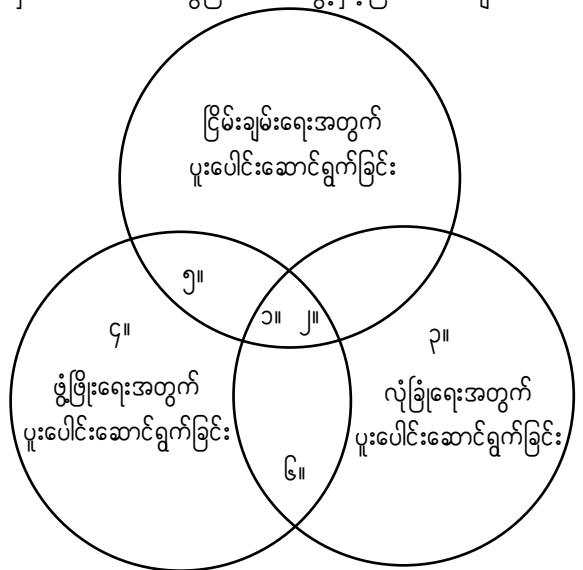 ငြိမ်းချမ်းရေးအတွက်
ပူးပေါင်းဆောင်ရွက်ခြင်း
၅။
၁။ ၂။
၄။
၃။
ဖွံ့ဖြိုးရေးအတွက်
ပူးပေါင်းဆောင်ရွက်ခြင်း
လုံခြုံရေးအတွက်
ပူးပေါင်းဆောင်ရွက်ခြင်း
၆။